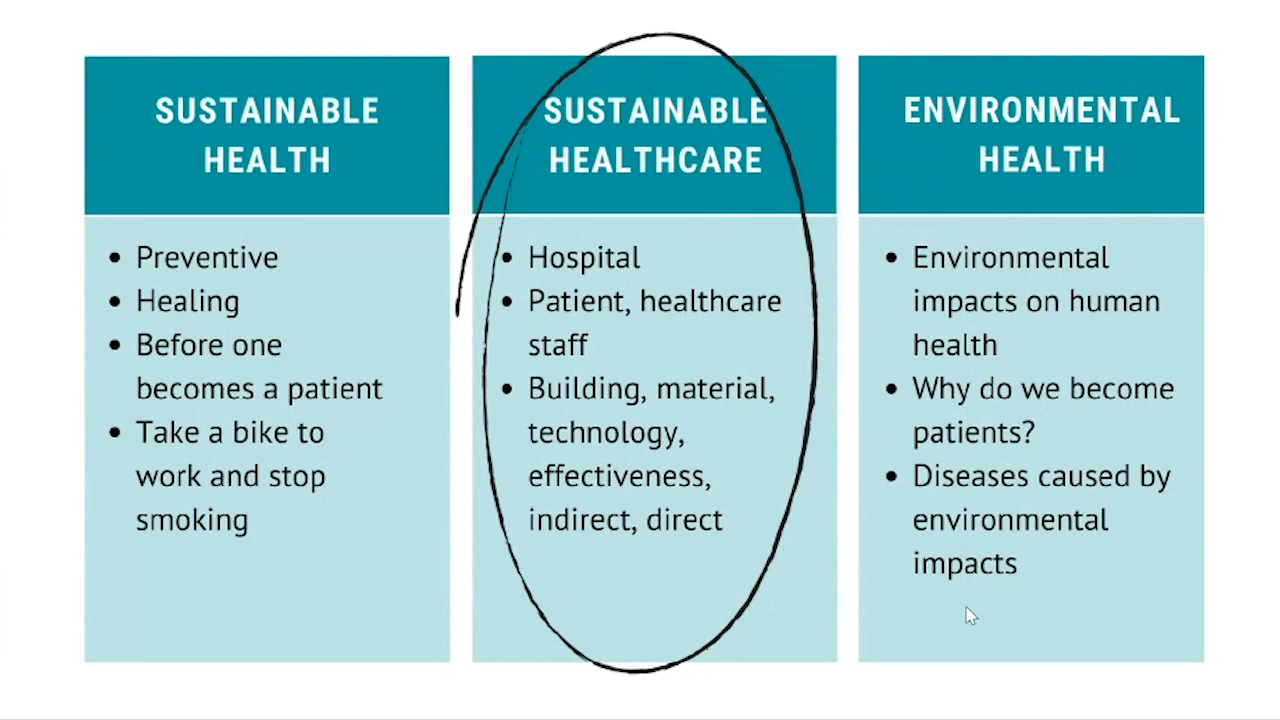 SUSTAINABLE
HEALTH
• Preventive
• Healing
• Before one
becomes a patient
• Take a bike to
work and stop
smoking
SUSTAINABLE
HEALTHCARE
• Hospital
• Patient, healthcare
staff
• Building, material,
technology,
effectiveness,
indirect, direct
ENVIRONMENTAL
HEALTH
• Environmental
impacts on human
health
• Why do we become
patients?
• Diseases caused by
environmental
impacts